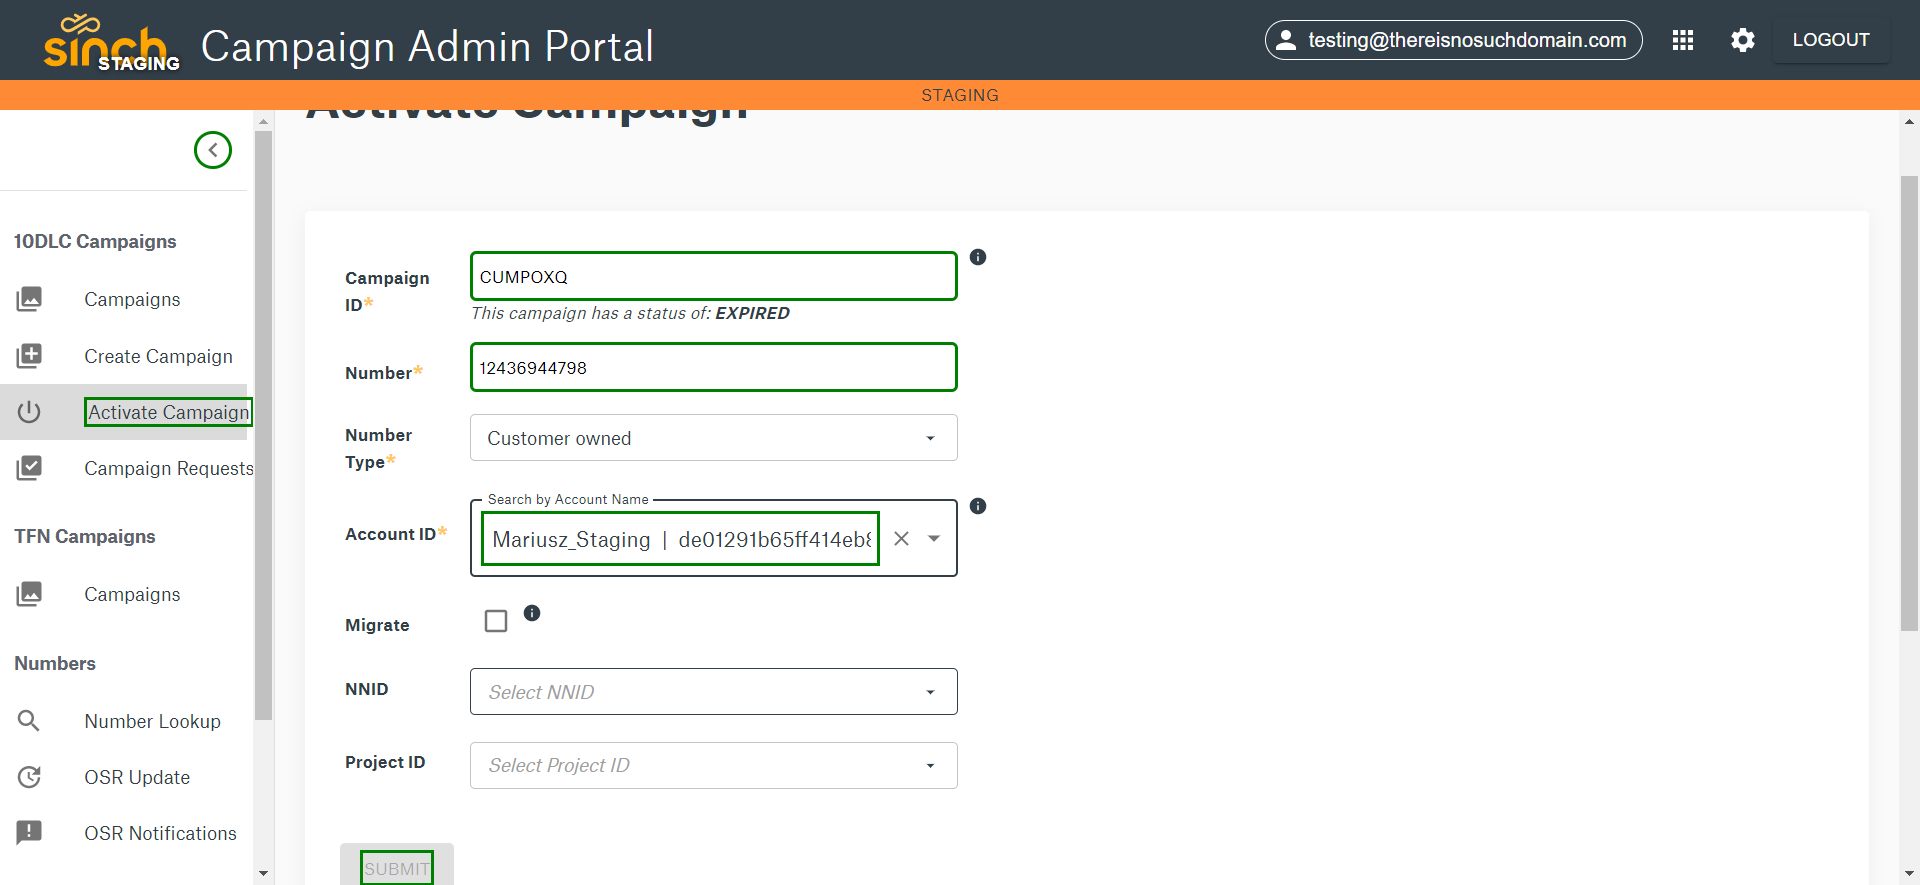 sinch
STAGING
Campaign Admin Portal
testing@thereisnosuchdomain.com
LOGOUT
STAGING
Activate Campaign
10DLC Campaigns
Campaigns
Create Campaign
Activate Campaign
Campaign Requests
TFN Campaigns
Campaigns
Numbers
Number Lookup
OSR Update
OSR Notifications
Campaign
ID*
CUMPOXQ
This campaign has a status of: EXPIRED
Number*
12436944798
Number
Type*
Customer owned
Search by Account Name
Account ID*
Mariusz_Staging | de01291b65ff414eb8
Migrate
NNID
Select NNID
Project ID
Select Project ID
SUBMIT